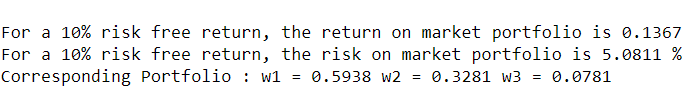 For a 10% risk free return, the return on market portfolio is 0.1367
For a 10% risk free return, the risk on market portfolio is 5.0811 %
Corresponding Portfolio : w1 = 0.5938 w2 = 0.3281 w3 = 0.0781